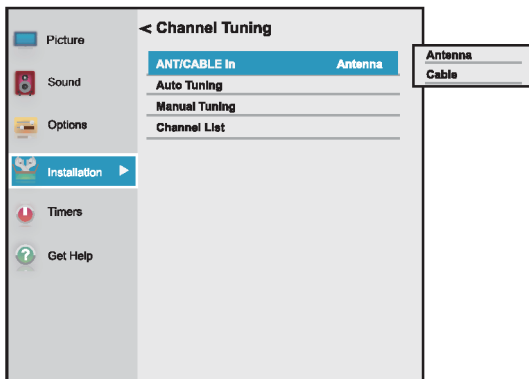 Picture
Sound
Options
Installation
Timers
Get Help
< Channel Tuning
ANT/CABLE In Antenna
Auto Tuning
Manual Tuning
Channel List
Antenna
Cable